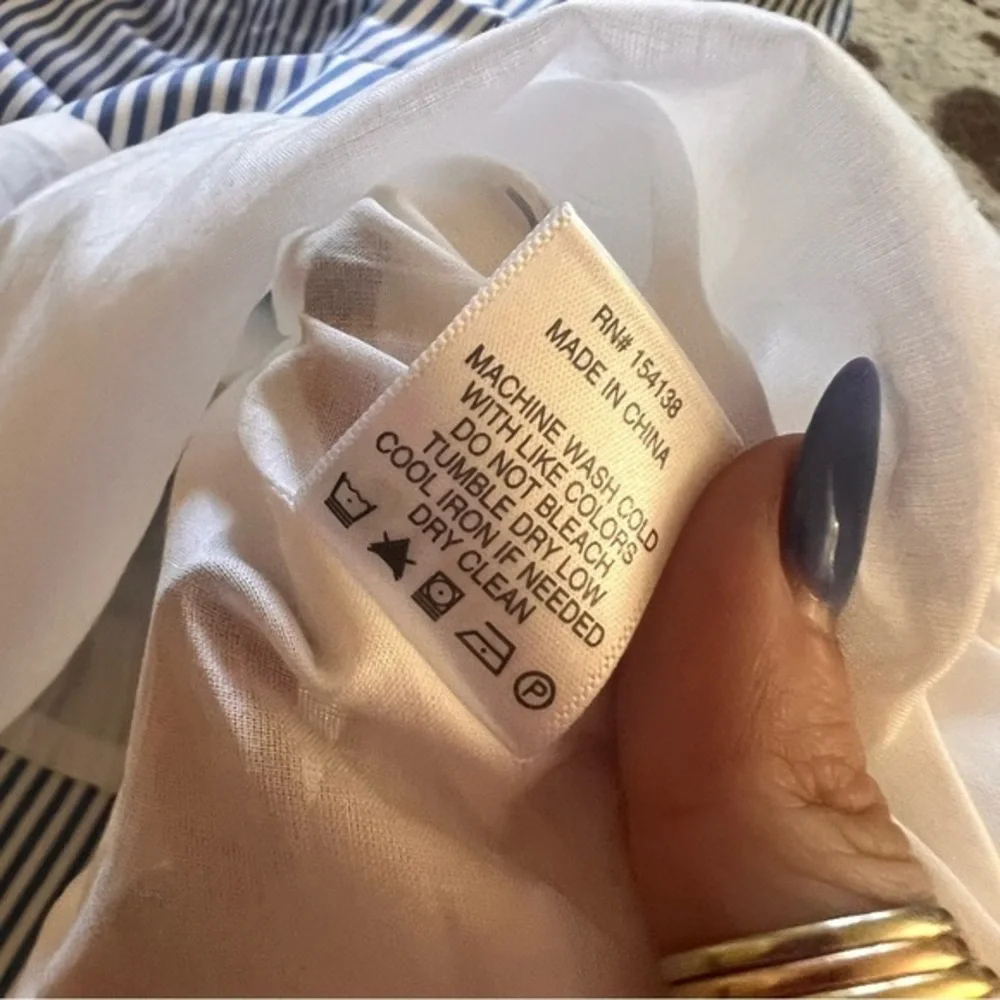 RN# 154138
MADE IN CHINA
MACHINE WASH COLD
WITH LIKE COLORS
DO NOT BLEACH
TUMBLE DRY LOW
COOL IRON IF NEEDED
DRY CLEAN
P